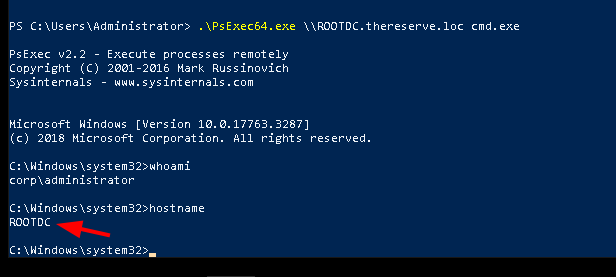 PS C:\Users\Administrator> .\PsExec64.exe \\ROOTDC.thereserve.loc cmd.exe
PsExec v2.2 - Execute processes remotely
Copyright (C) 2001-2016 Mark Russinovich
Sysinternals - www.sysinternals.com
Microsoft Windows [Version 10.0.17763.3287]
(c) 2018 Microsoft Corporation. All rights reserved.
C:\Windows\system32>whoami
corp\administrator
C:\Windows\system32>hostname
ROOTDC
C:\Windows\system32>